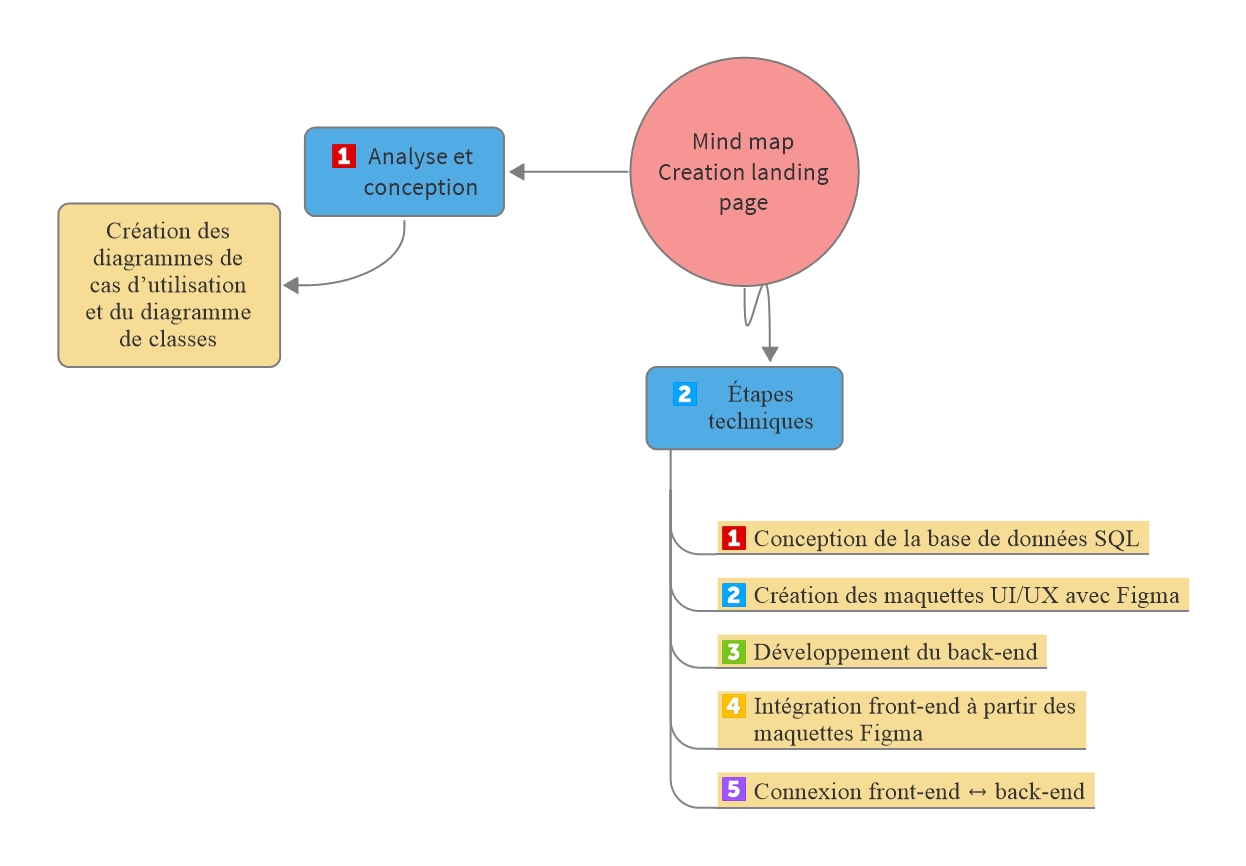 Mind map
Creation landing
page
1 Analyse et
conception
Création des
diagrammes de
cas d’utilisation
et du diagramme
de classes
2 Étapes
techniques
1 Conception de la base de données SQL
2 Création des maquettes UI/UX avec Figma
3 Développement du back-end
4 Intégration front-end à partir des
maquettes Figma
5 Connexion front-end ↔ back-end